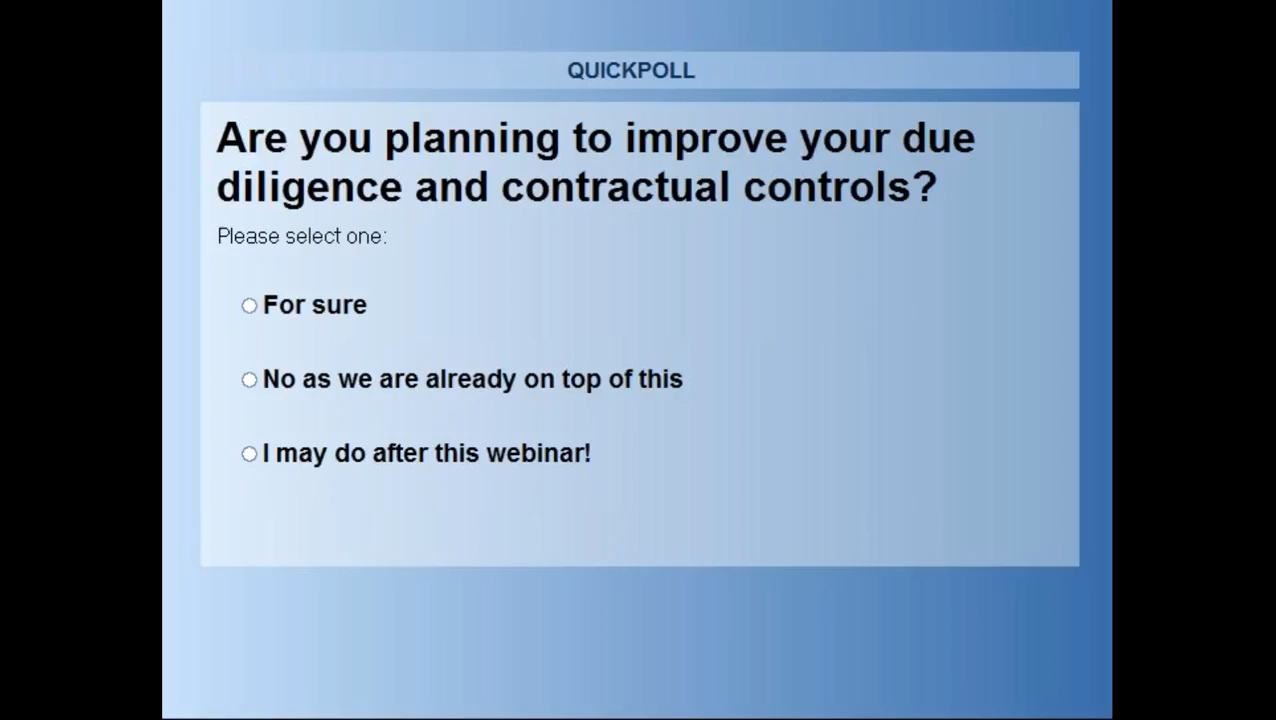 QUICKPOLL
Are you planning to improve your due
diligence and contractual controls?
Please select one:
For sure
No as we are already on top of this
I may do after this webinar!